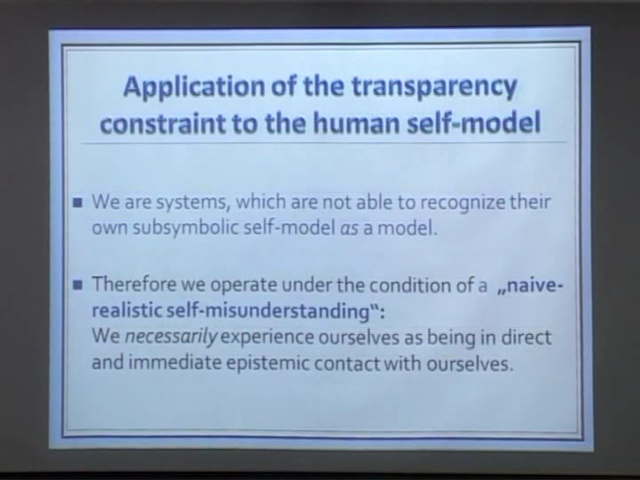 Application of the transparency
constraint to the human self-model
▪ We are systems, which are not able to recognize their
own subsymbolic self-model as a model.
▪ Therefore we operate under the condition of a „naive-
realistic self-misunderstanding“:
We necessarily experience ourselves as being in direct
and immediate epistemic contact with ourselves.